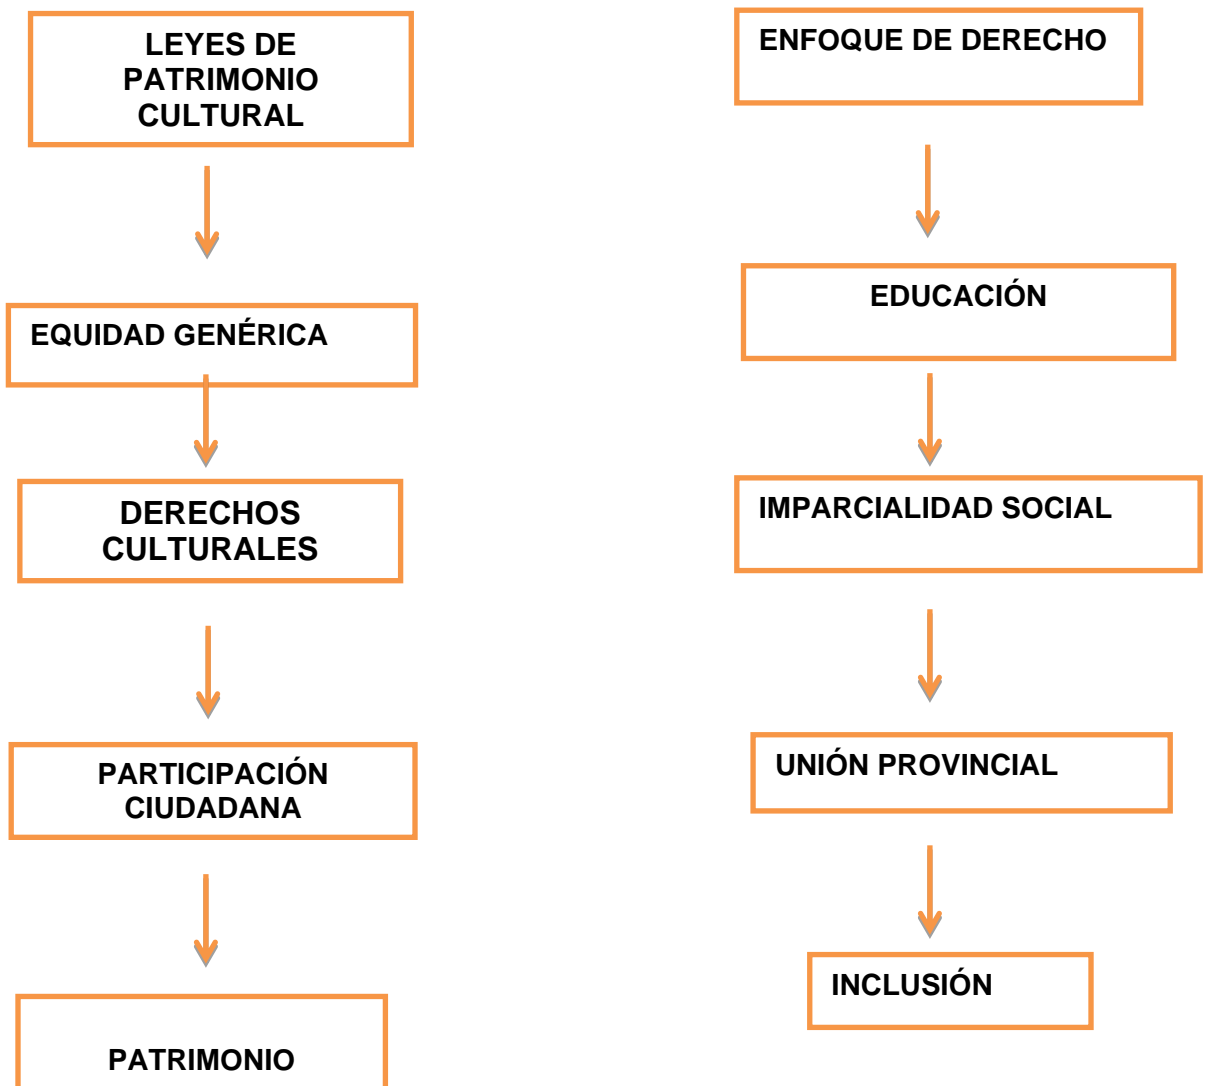 LEYES DE
PATRIMONIO
CULTURAL
EQUIDAD GENÉRICA
DERECHOS
CULTURALES
PARTICIPACIÓN
CIUDADANA
PATRIMONIO
ENFOQUE DE DERECHO
EDUCACIÓN
IMPARCIALIDAD SOCIAL
UNIÓN PROVINCIAL
INCLUSIÓN